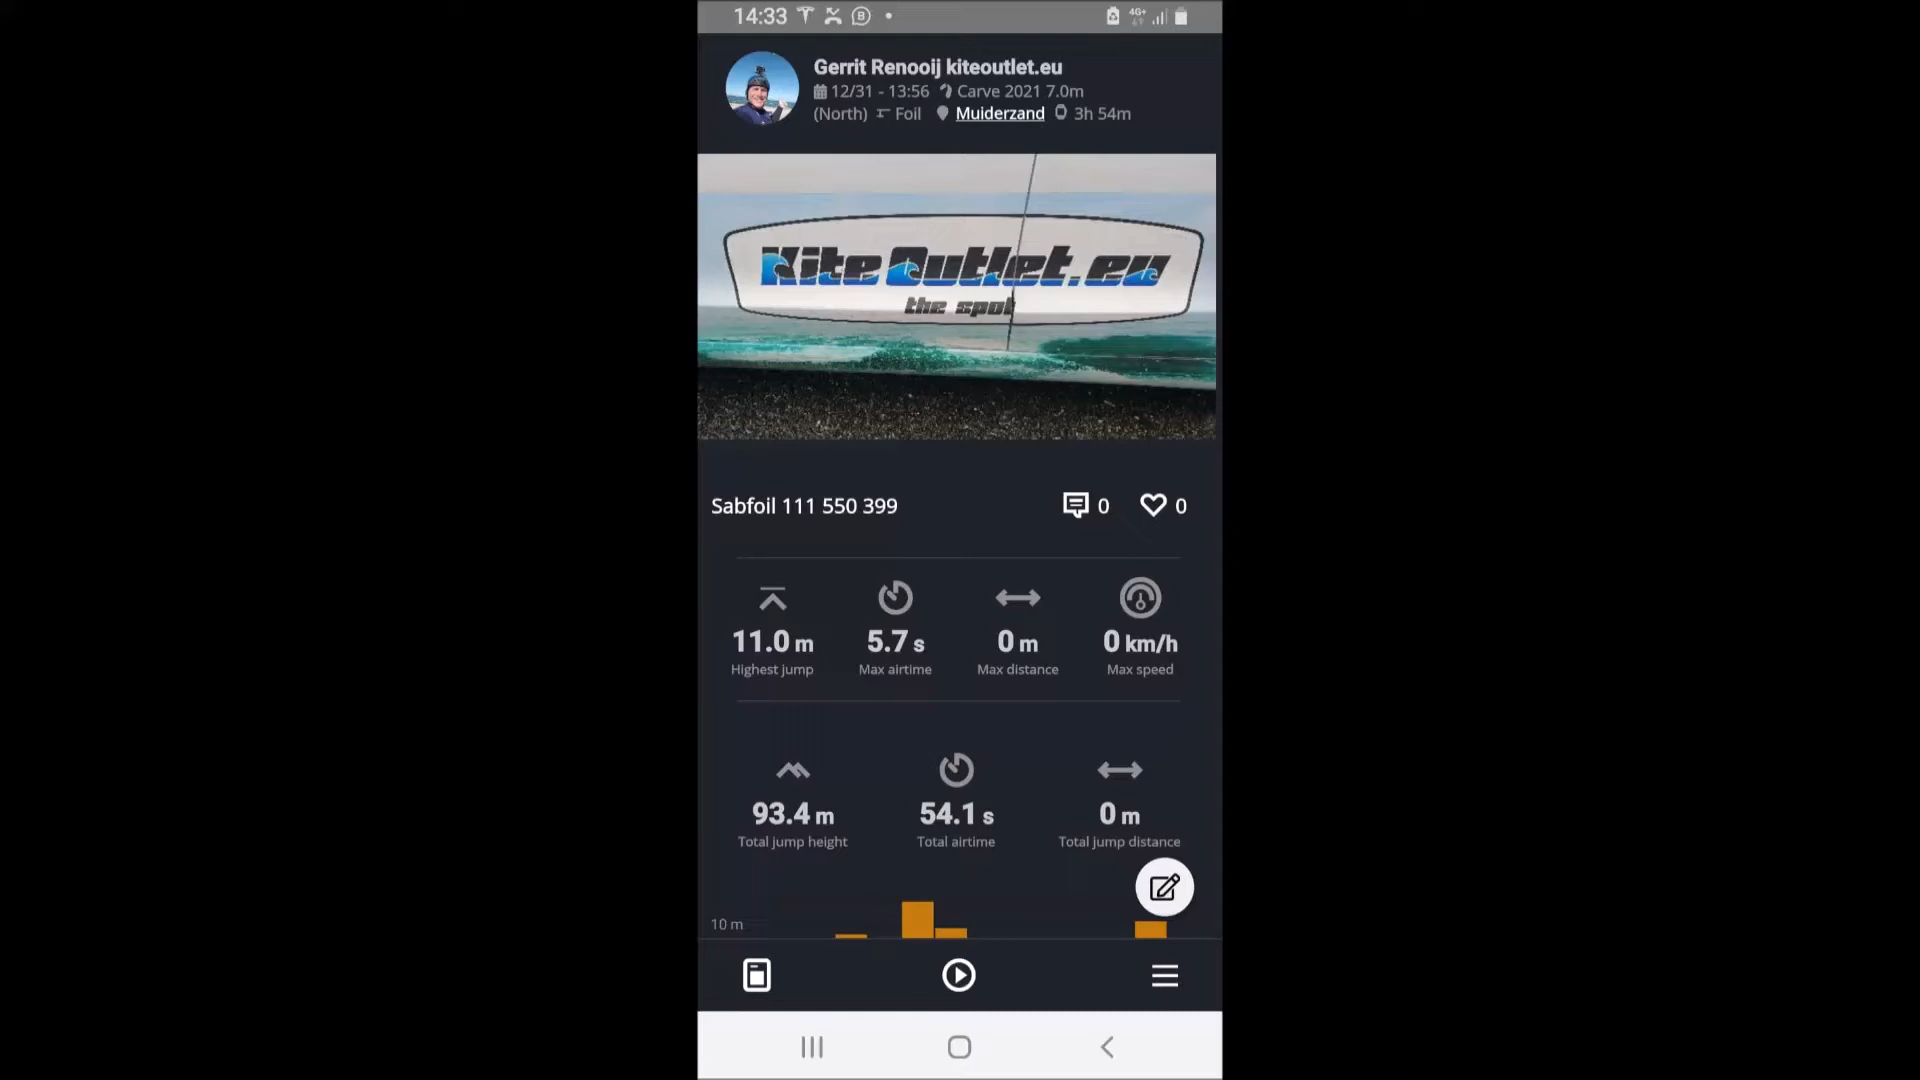 14:33 4G+
Gerrit Renooij kiteoutlet.eu
12/31 - 13:56 Carve 2021 7.0m
(North) Foil Muiderzand 3h 54m
Kite Outlet.eu
the spot
Sabfoil 111 550 399 0 0
11.0 m 5.7 s 0 m 0 km/h
Highest jump Max airtime Max distance Max speed
93.4 m 54.1 s 0 m
Total jump height Total airtime Total jump distance
10 m